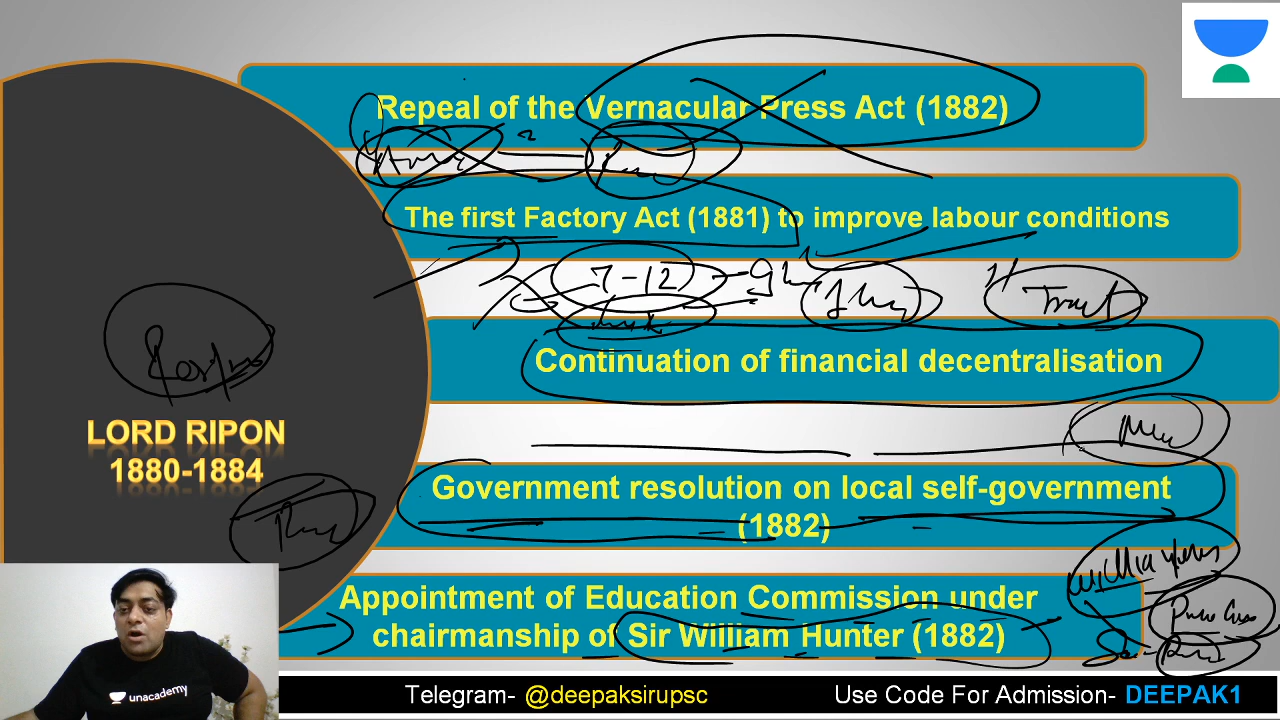 Repeal of the Vernacular Press Act (1882)
The first Factory Act (1881) to improve labour conditions
7-12
Continuation of financial decentralisation
LORD RIPON
1880-1884
Government resolution on local self-government
(1882)
Appointment of Education Commission under
chairmanship of Sir William Hunter (1882)
unacademy
Telegram- @deepaksirupsc
Use Code For Admission- DEEPAK1